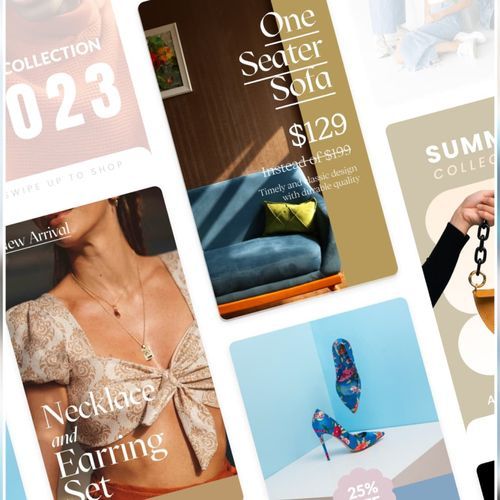 COLLECTION
023
SWIPE UP TO SHOP
One
Seater
Sofa
$129
Instead of $199
Timely and classic design
with durable quality
SUMM
COLLEC
New Arrival
Necklace
and
Earring
Set
25%